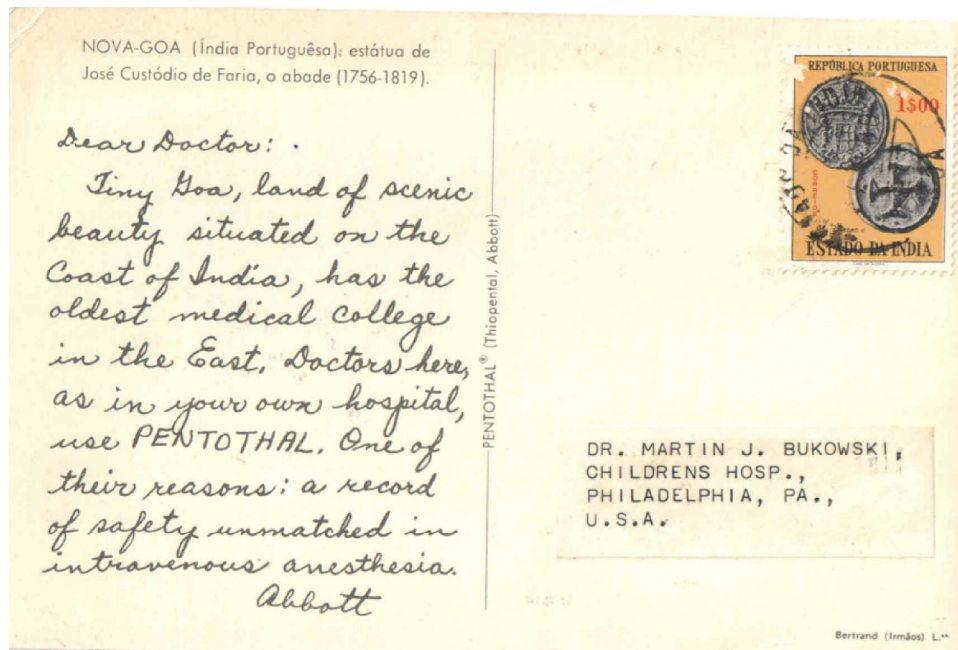 NOVA-GOA (Índia Portuguêsa): estátua de
José Custódio de Faria, o abade (1756-1819).
Dear Doctor:
Tiny Goa, land of scenic
beauty situated on the
Coast of India, has the
oldest medical college
in the East. Doctors here,
as in your own hospital,
use PENTOTHAL. One of
their reasons: a record
of safety unmatched in
intravenous anesthesia.
Abbott
PENTOTHAL® (Thiopental, Abbott)
REPÚBLICA PORTUGUESA
1$00
CORREIOS
ESTADO DA INDIA
DR. MARTIN J. BUKOWSKI,
CHILDRENS HOSP.,
PHILADELPHIA, PA.,
U.S.A.
Bertrand (Irmãos) L.